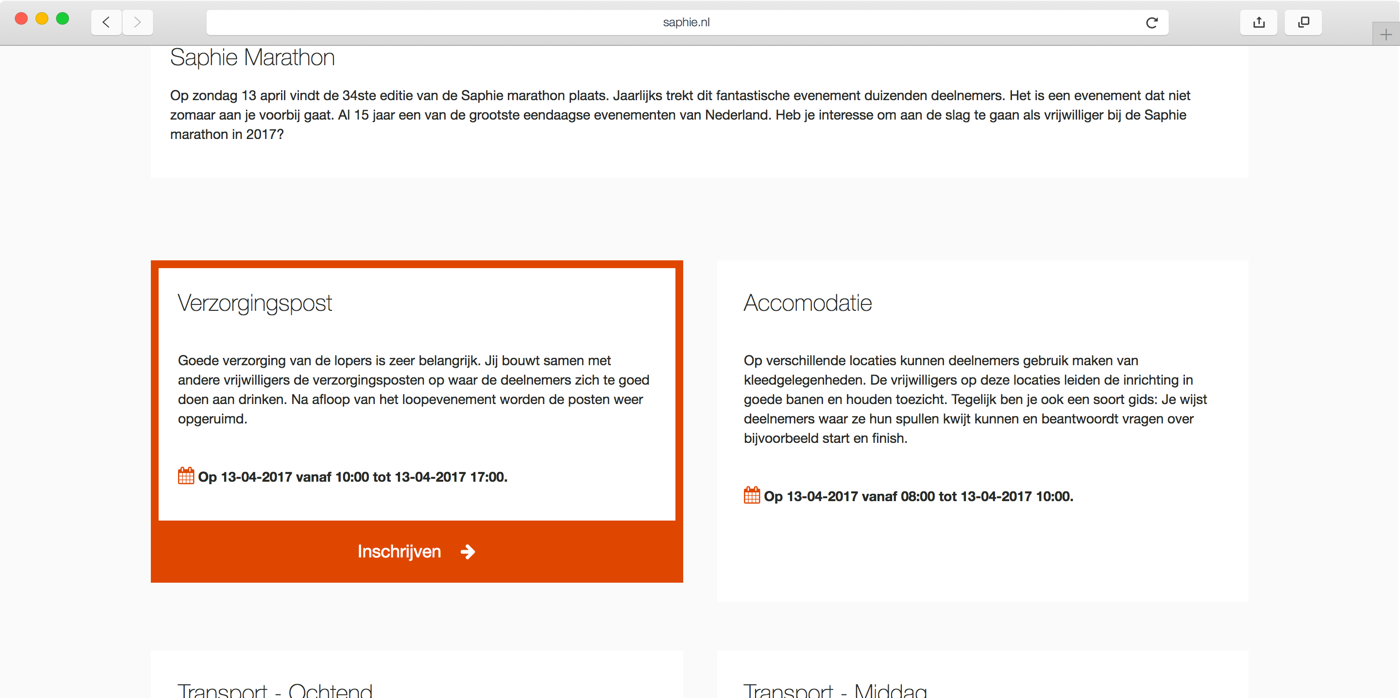 saphie.nl
Saphie Marathon
Op zondag 13 april vindt de 34ste editie van de Saphie marathon plaats. Jaarlijks trekt dit fantastische evenement duizenden deelnemers. Het is een evenement dat niet
zomaar aan je voorbij gaat. Al 15 jaar een van de grootste eendaagse evenementen van Nederland. Heb je interesse om aan de slag te gaan als vrijwilliger bij de Saphie
marathon in 2017?
Verzorgingspost
Goede verzorging van de lopers is zeer belangrijk. Jij bouwt samen met
andere vrijwilligers de verzorgingsposten op waar de deelnemers zich te goed
doen aan drinken. Na afloop van het loopevenement worden de posten weer
opgeruimd.
Op 13-04-2017 vanaf 10:00 tot 13-04-2017 17:00.
Inschrijven
Accomodatie
Op verschillende locaties kunnen deelnemers gebruik maken van
kleedgelegenheden. De vrijwilligers op deze locaties leiden de inrichting in
goede banen en houden toezicht. Tegelijk ben je ook een soort gids: Je wijst
deelnemers waar ze hun spullen kwijt kunnen en beantwoordt vragen over
bijvoorbeeld start en finish.
Op 13-04-2017 vanaf 08:00 tot 13-04-2017 10:00.
Transport - Ochtend
Transport - Middag